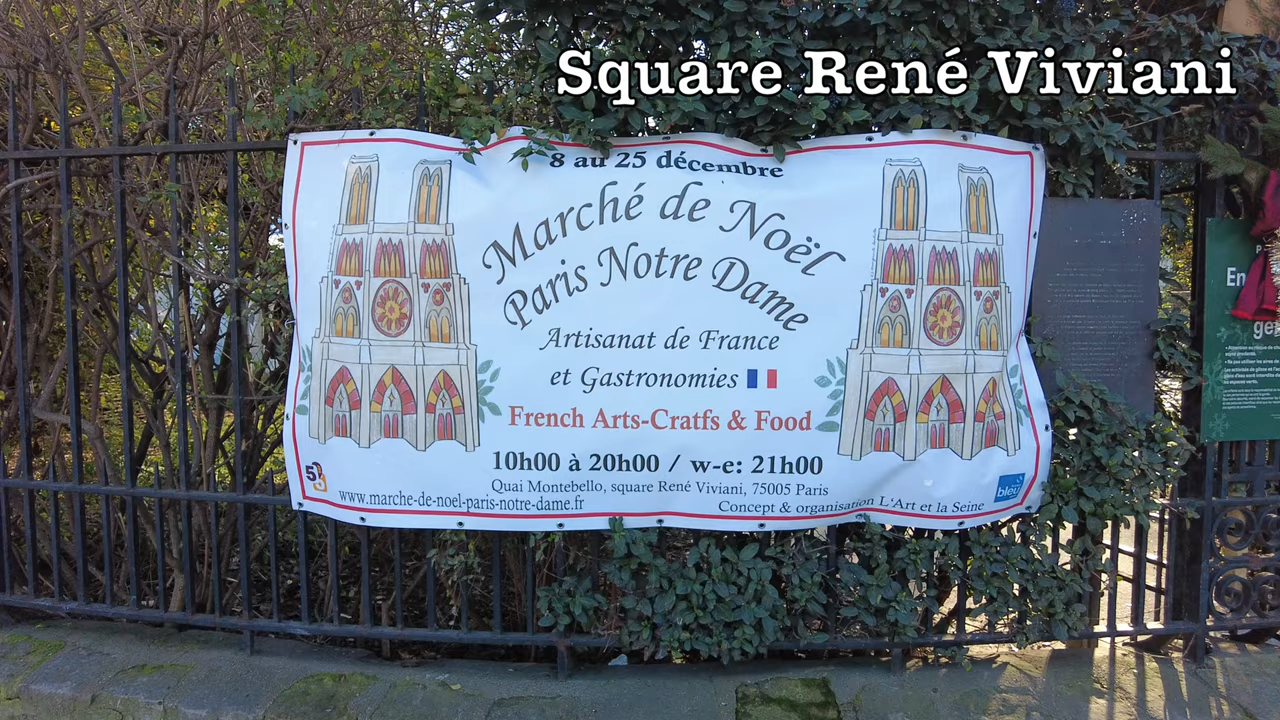 Square René Viviani
8 au 25 décembre
Marché de Noël
Paris Notre Dame
Artisanat de France
et Gastronomies
French Arts-Cratfs & Food
10h00 à 20h00 / w-e: 21h00
Quai Montebello, square René Viviani, 75005 Paris
www.marche-de-noel-paris-notre-dame.fr
Concept & organisation L'Art et la Seine
bleu
En